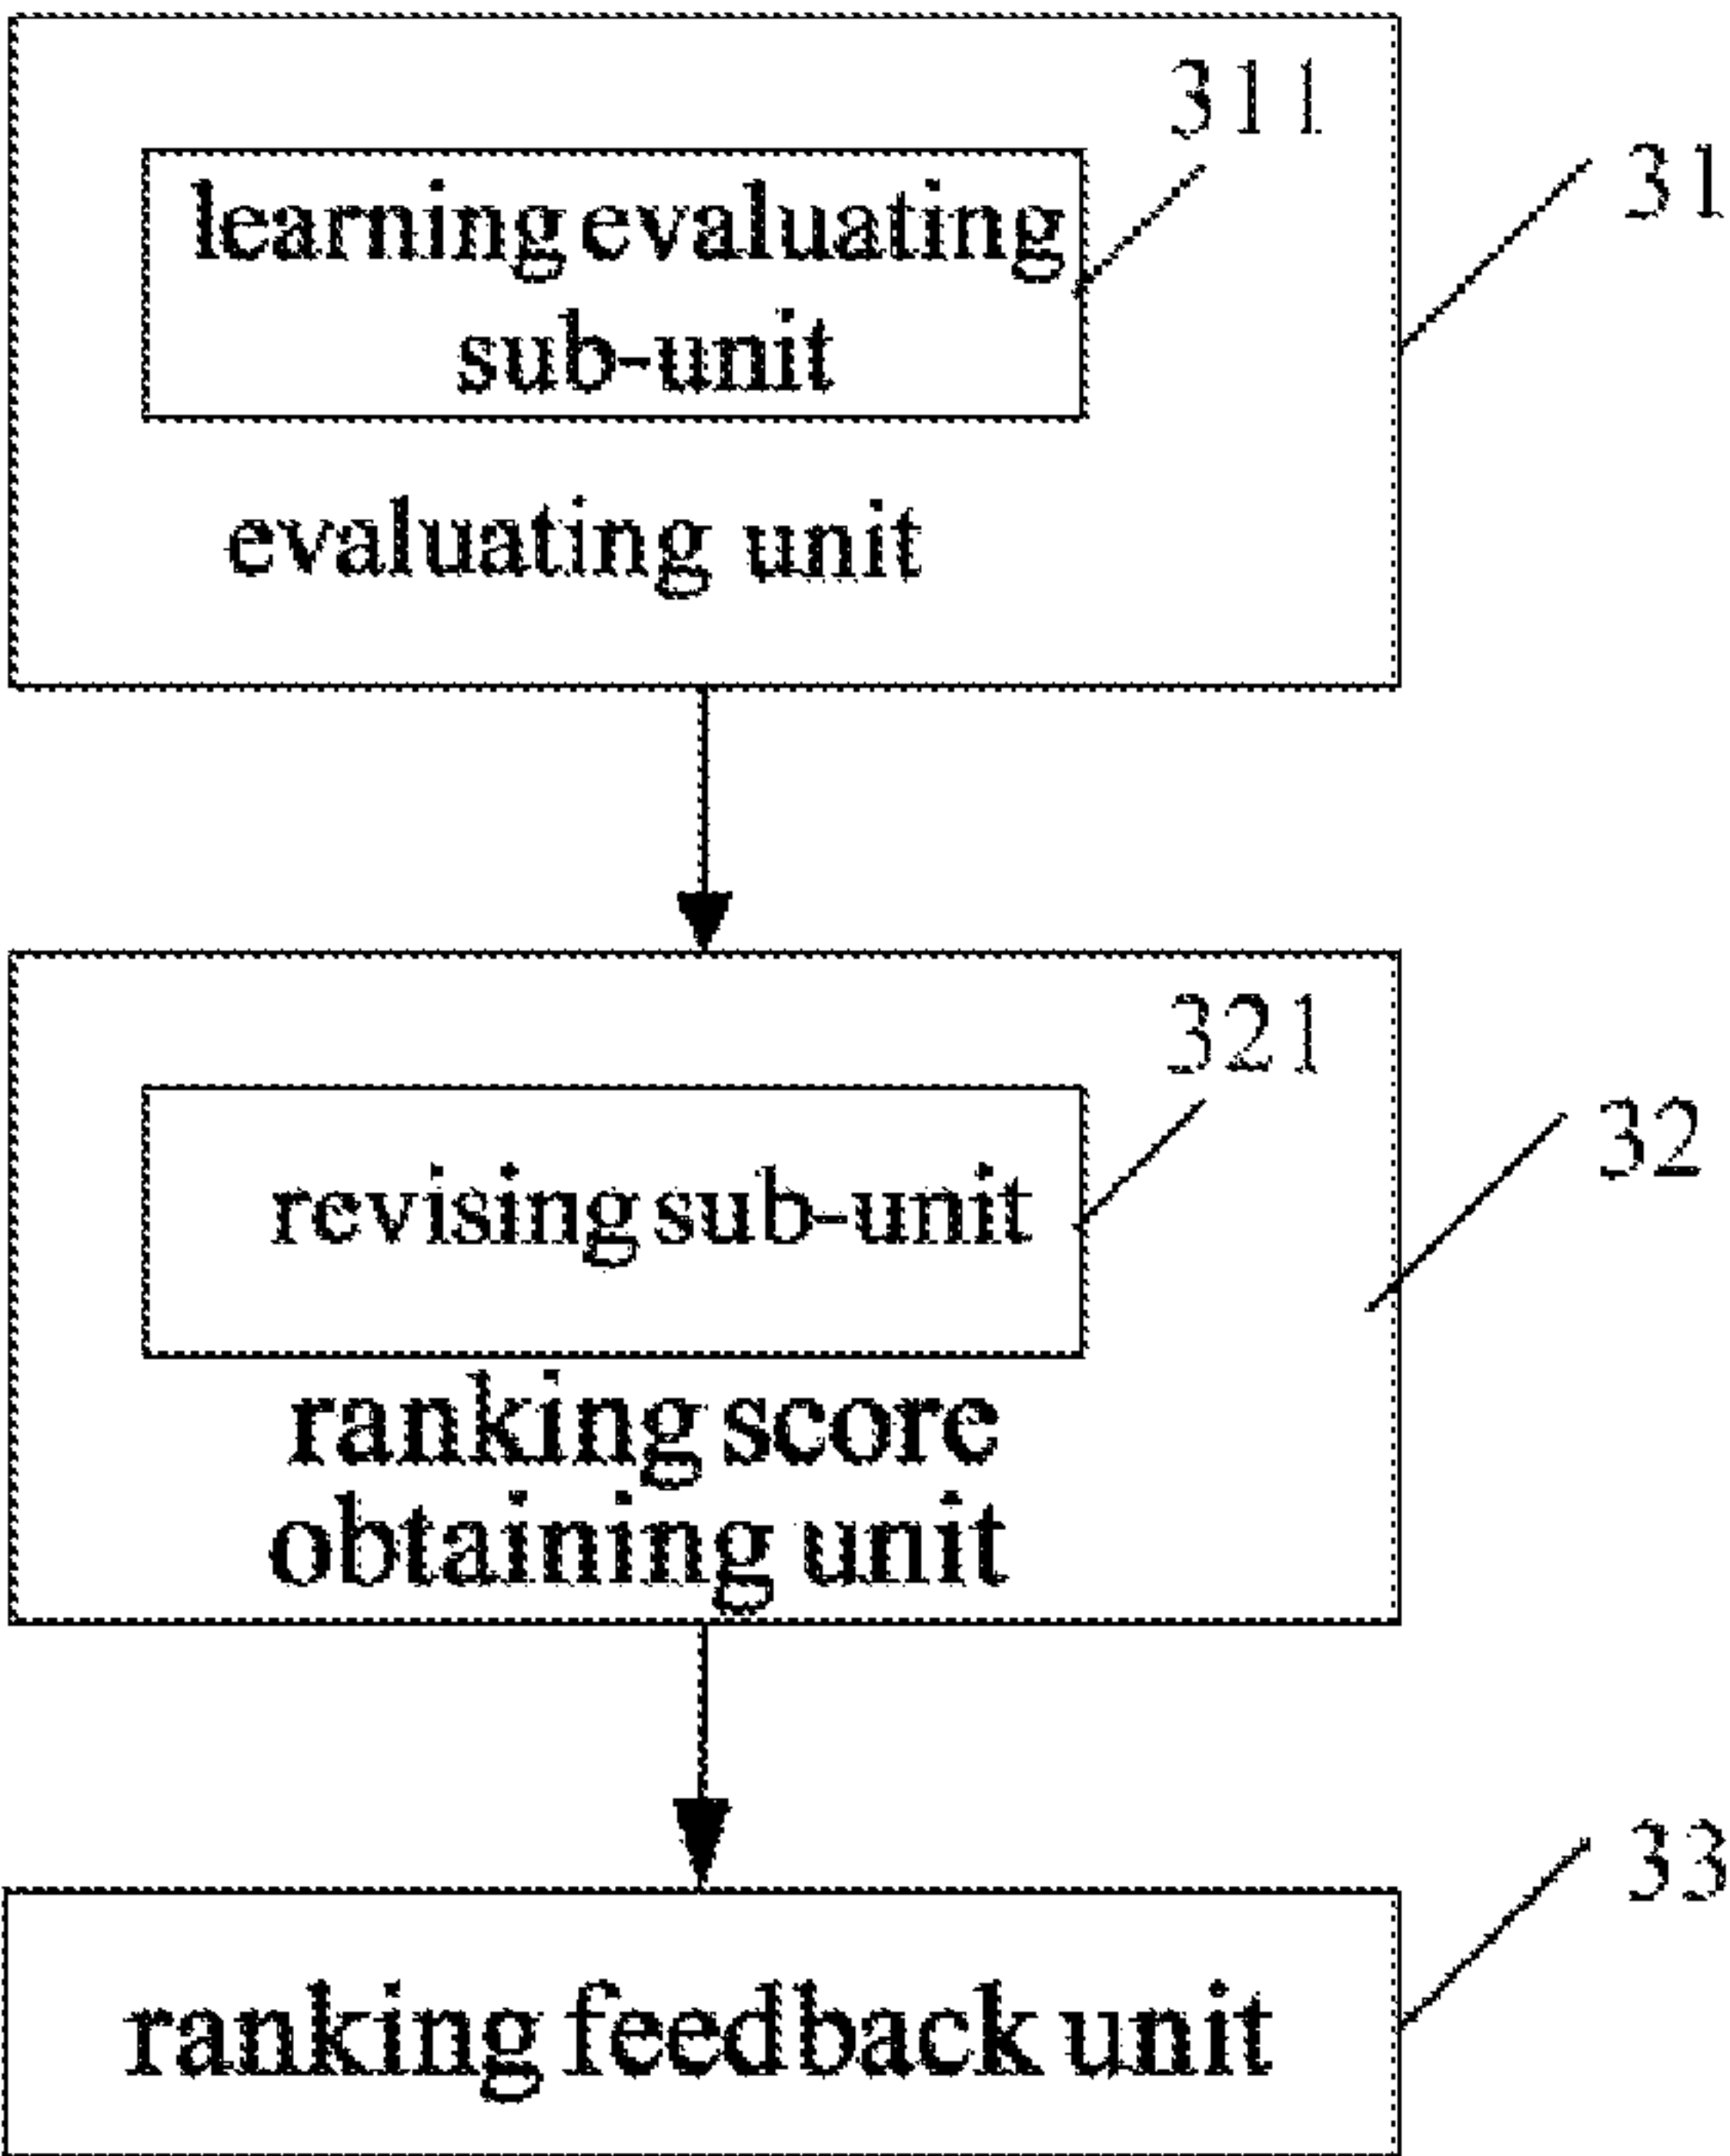 311
31
learning evaluating
sub-unit
evaluating unit
321
32
revising sub-unit
ranking score
obtaining unit
33
ranking feedback unit